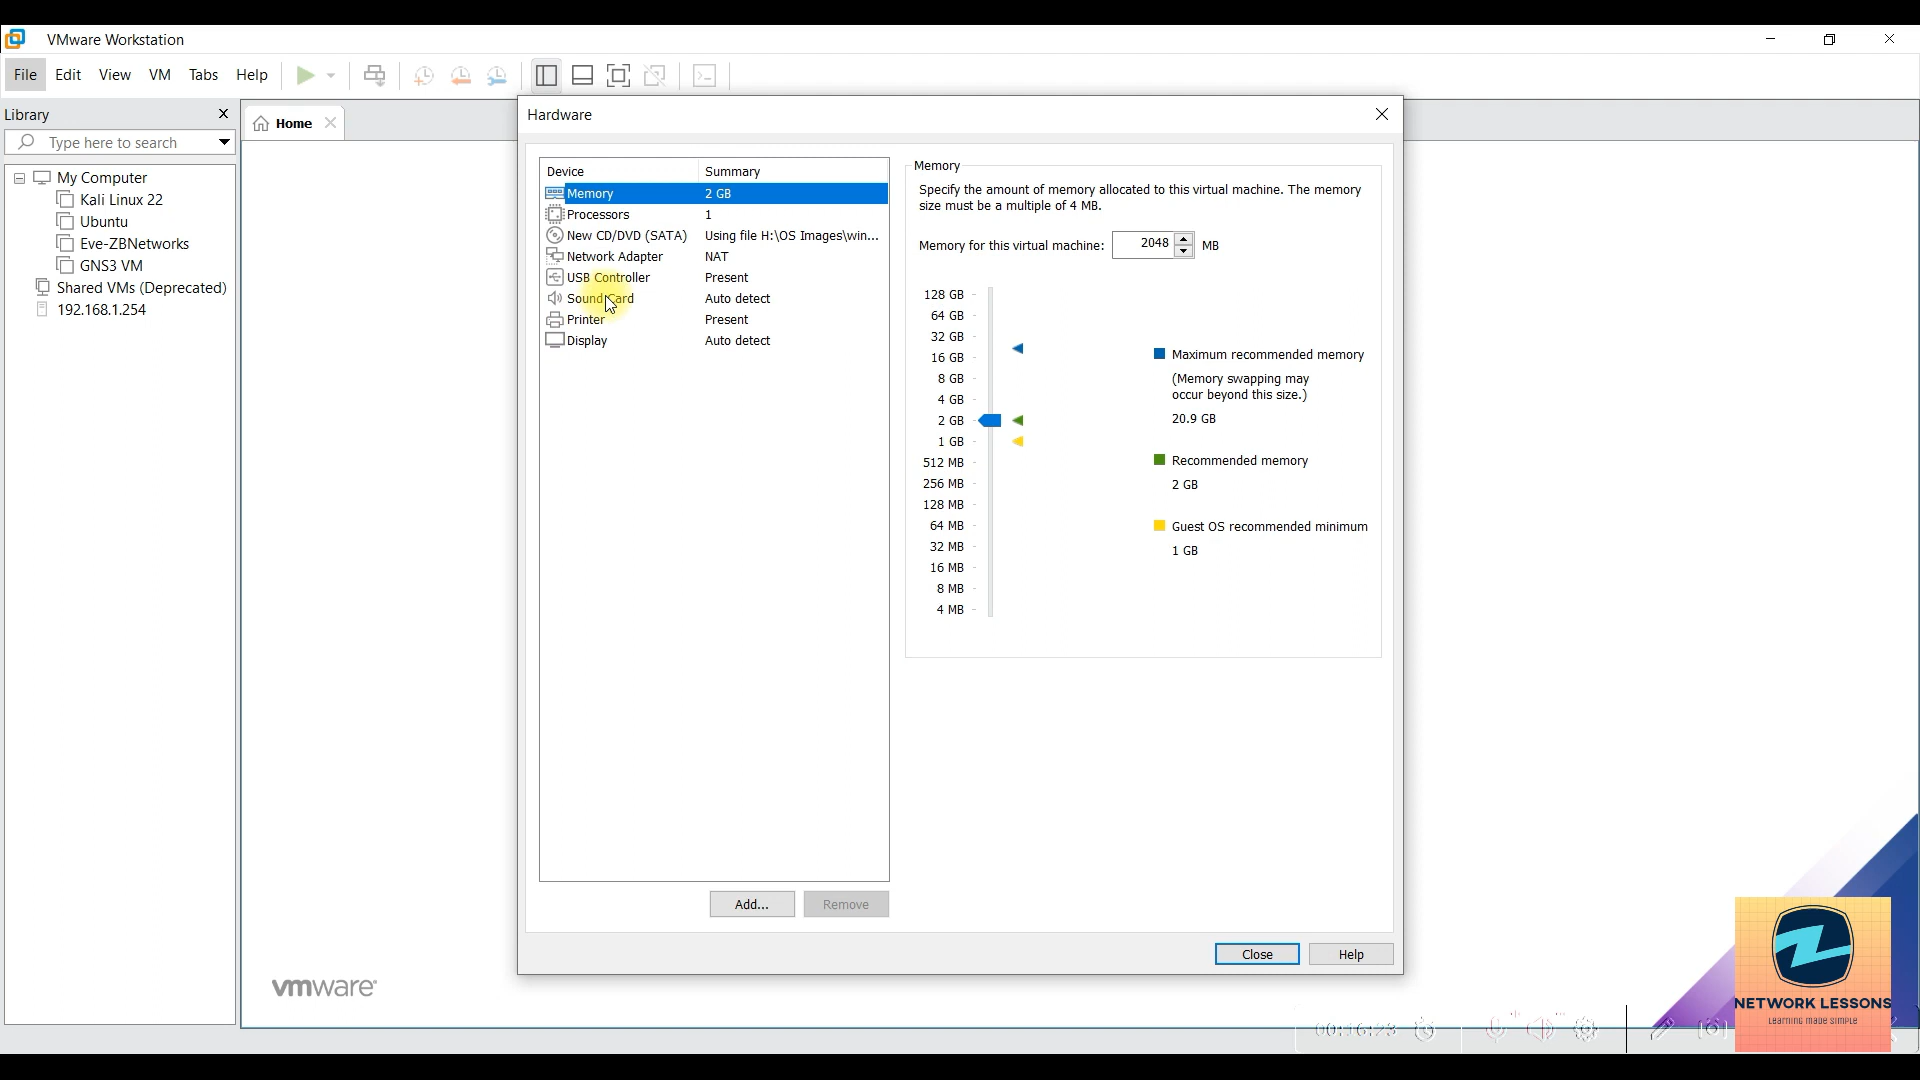 VMware Workstation
File Edit View VM Tabs Help
Library
Type here to search
My Computer
Kali Linux 22
Ubuntu
Eve-ZBNetworks
GNS3 VM
Shared VMs (Deprecated)
192.168.1.254
Home
Hardware
Device Summary
Memory 2 GB
Processors 1
New CD/DVD (SATA) Using file H:\OS Images\win...
Network Adapter NAT
USB Controller Present
Sound Card Auto detect
Printer Present
Display Auto detect
Add... Remove
Memory
Specify the amount of memory allocated to this virtual machine. The memory
size must be a multiple of 4 MB.
Memory for this virtual machine: 2048 MB
128 GB
64 GB
32 GB
16 GB
8 GB
4 GB
2 GB
1 GB
512 MB
256 MB
128 MB
64 MB
32 MB
16 MB
8 MB
4 MB
Maximum recommended memory
(Memory swapping may
occur beyond this size.)
20.9 GB
Recommended memory
2 GB
Guest OS recommended minimum
1 GB
Close Help
vmware
NETWORK LESSONS
Learning made simple
00:16:23